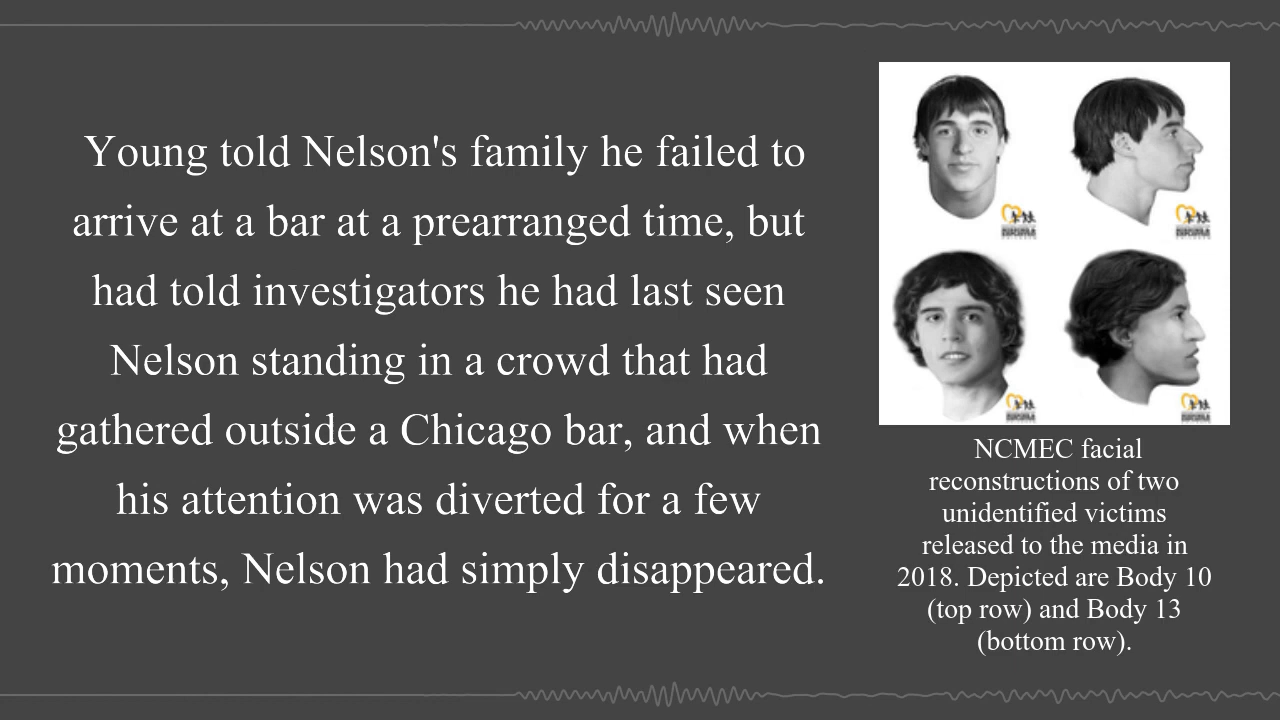 Young told Nelson's family he failed to
arrive at a bar at a prearranged time, but
had told investigators he had last seen
Nelson standing in a crowd that had
gathered outside a Chicago bar, and when
his attention was diverted for a few
moments, Nelson had simply disappeared.
NCMEC facial
reconstructions of two
unidentified victims
released to the media in
2018. Depicted are Body 10
(top row) and Body 13
(bottom row).